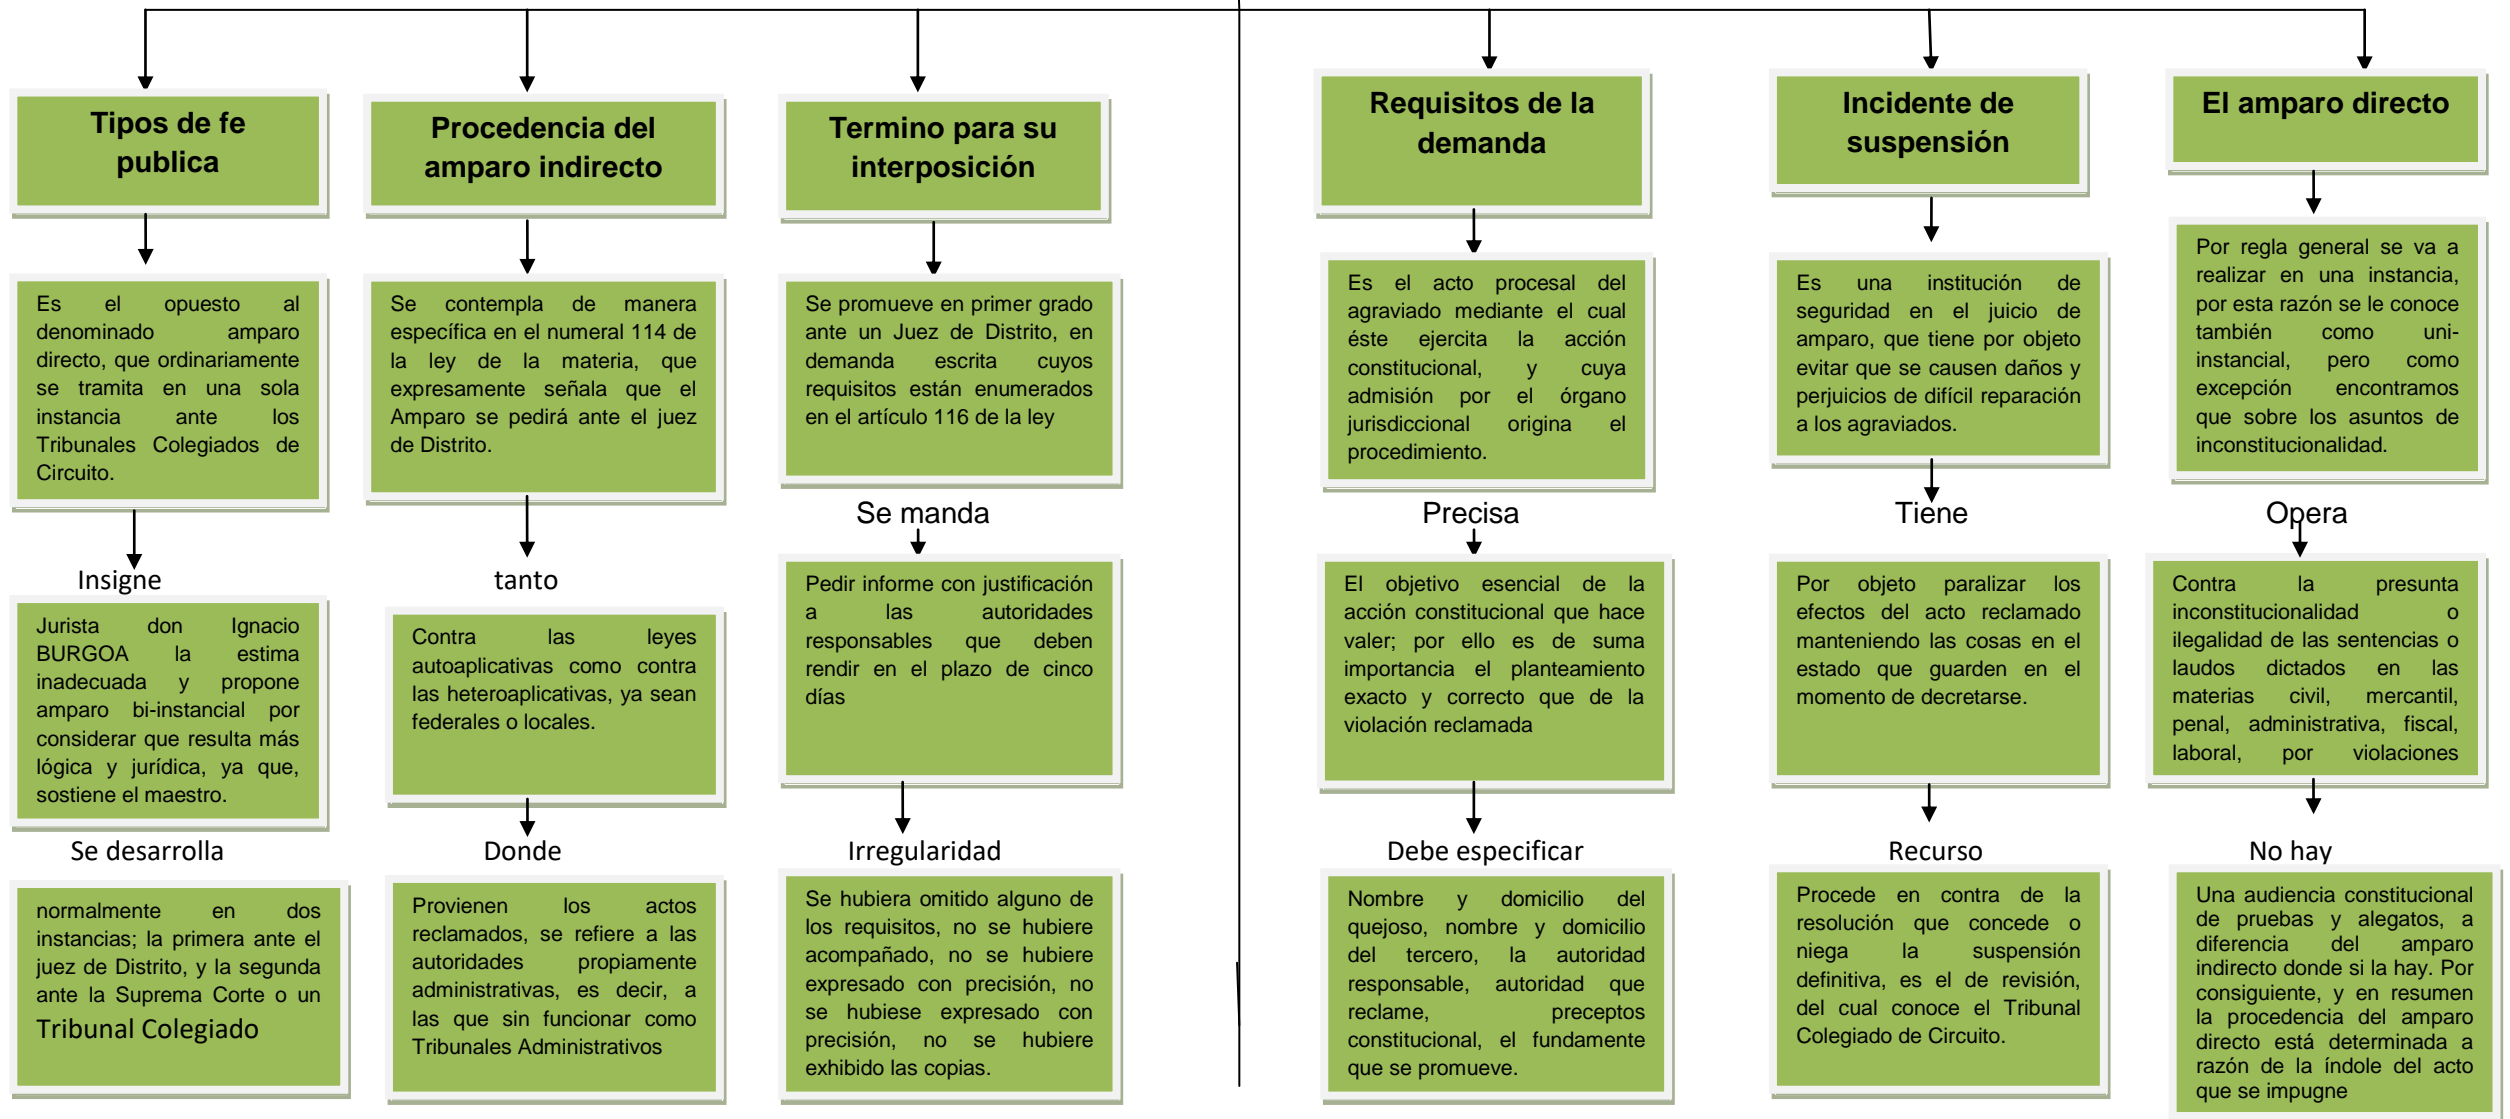 Tipos de fe
publica
Es el opuesto al
denominado amparo
directo, que ordinariamente
se tramita en una sola
instancia ante los
Tribunales Colegiados de
Circuito.
Insigne
Jurista don Ignacio
BURGOA la estima
inadecuada y propone
amparo bi-instancial por
considerar que resulta más
lógica y jurídica, ya que,
sostiene el maestro.
Se desarrolla
normalmente en dos
instancias; la primera ante el
juez de Distrito, y la segunda
ante la Suprema Corte o un
Tribunal Colegiado
Procedencia del
amparo indirecto
Se contempla de manera
específica en el numeral 114 de
la ley de la materia, que
expresamente señala que el
Amparo se pedirá ante el juez
de Distrito.
tanto
Contra las leyes
autoaplicativas como contra
las heteroaplicativas, ya sean
federales o locales.
Donde
Provienen los actos
reclamados, se refiere a las
autoridades propiamente
administrativas, es decir, a
las que sin funcionar como
Tribunales Administrativos
Termino para su
interposición
Se promueve en primer grado
ante un Juez de Distrito, en
demanda escrita cuyos
requisitos están enumerados
en el artículo 116 de la ley
Se manda
Pedir informe con justificación
a las autoridades
responsables que deben
rendir en el plazo de cinco
días
Irregularidad
Se hubiera omitido alguno de
los requisitos, no se hubiere
acompañado, no se hubiere
expresado con precisión, no
se hubiese expresado con
precisión, no se hubiere
exhibido las copias.
Requisitos de la
demanda
Es el acto procesal del
agraviado mediante el cual
éste ejercita la acción
constitucional, y cuya
admisión por el órgano
jurisdiccional origina el
procedimiento.
Precisa
El objetivo esencial de la
acción constitucional que hace
valer; por ello es de suma
importancia el planteamiento
exacto y correcto que de la
violación reclamada
Debe especificar
Nombre y domicilio del
quejoso, nombre y domicilio
del tercero, la autoridad
responsable, autoridad que
reclame, preceptos
constitucional, el fundamente
que se promueve.
Incidente de
suspensión
Es una institución de
seguridad en el juicio de
amparo, que tiene por objeto
evitar que se causen daños y
perjuicios de difícil reparación
a los agraviados.
Tiene
Por objeto paralizar los
efectos del acto reclamado
manteniendo las cosas en el
estado que guarden en el
momento de decretarse.
Recurso
Procede en contra de la
resolución que concede o
niega la suspensión
definitiva, es el de revisión,
del cual conoce el Tribunal
Colegiado de Circuito.
El amparo directo
Por regla general se va a
realizar en una instancia,
por esta razón se le conoce
también como uni-
instancial, pero como
excepción encontramos
que sobre los asuntos de
inconstitucionalidad.
Opera
Contra la presunta
inconstitucionalidad o
ilegalidad de las sentencias o
laudos dictados en las
materias civil, mercantil,
penal, administrativa, fiscal,
laboral, por violaciones
No hay
Una audiencia constitucional
de pruebas y alegatos, a
diferencia del amparo
indirecto donde si la hay. Por
consiguiente, y en resumen
la procedencia del amparo
directo está determinada a
razón de la índole del acto
que se impugne